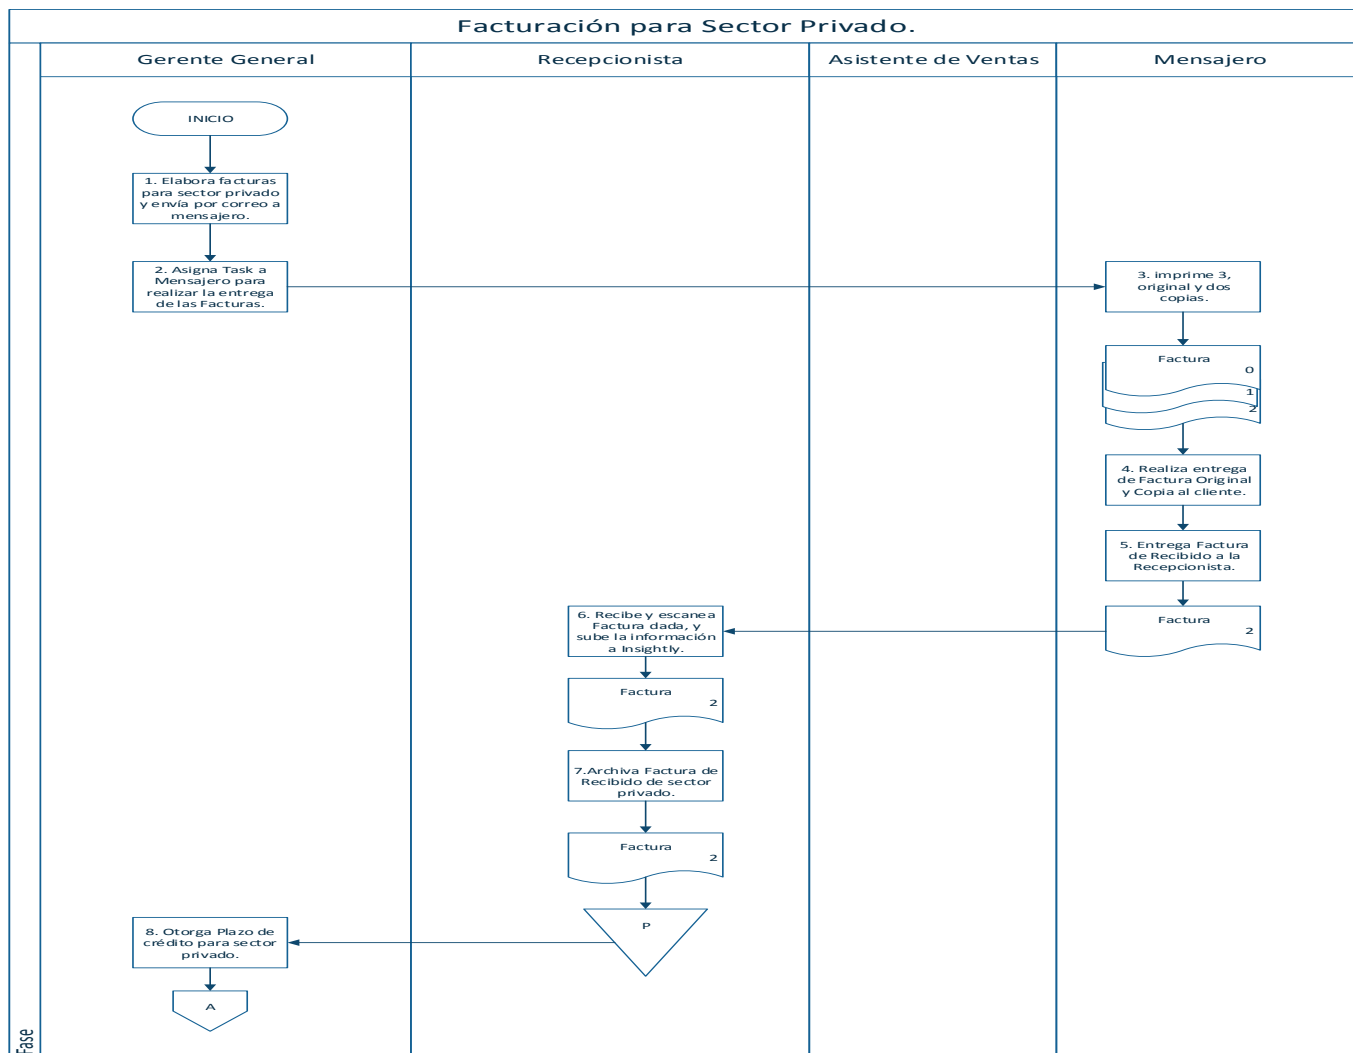 Facturación para Sector Privado.
Gerente General
Recepcionista
Asistente de Ventas
Mensajero
INICIO
1. Elabora facturas
para sector privado
y envía por correo a
mensajero.
2. Asigna Task a
Mensajero para
realizar la entrega
de las Facturas.
3. imprime 3,
original y dos
copias.
Factura
0
1
2
4. Realiza entrega
de Factura Original
y Copia al cliente.
5. Entrega Factura
de Recibido a la
Recepcionista.
Factura
2
6. Recibe y escanea
Factura dada, y
sube la información
a Insightly.
Factura
2
7.Archiva Factura de
Recibido de sector
privado.
Factura
2
P
8. Otorga Plazo de
crédito para sector
privado.
A
Fase